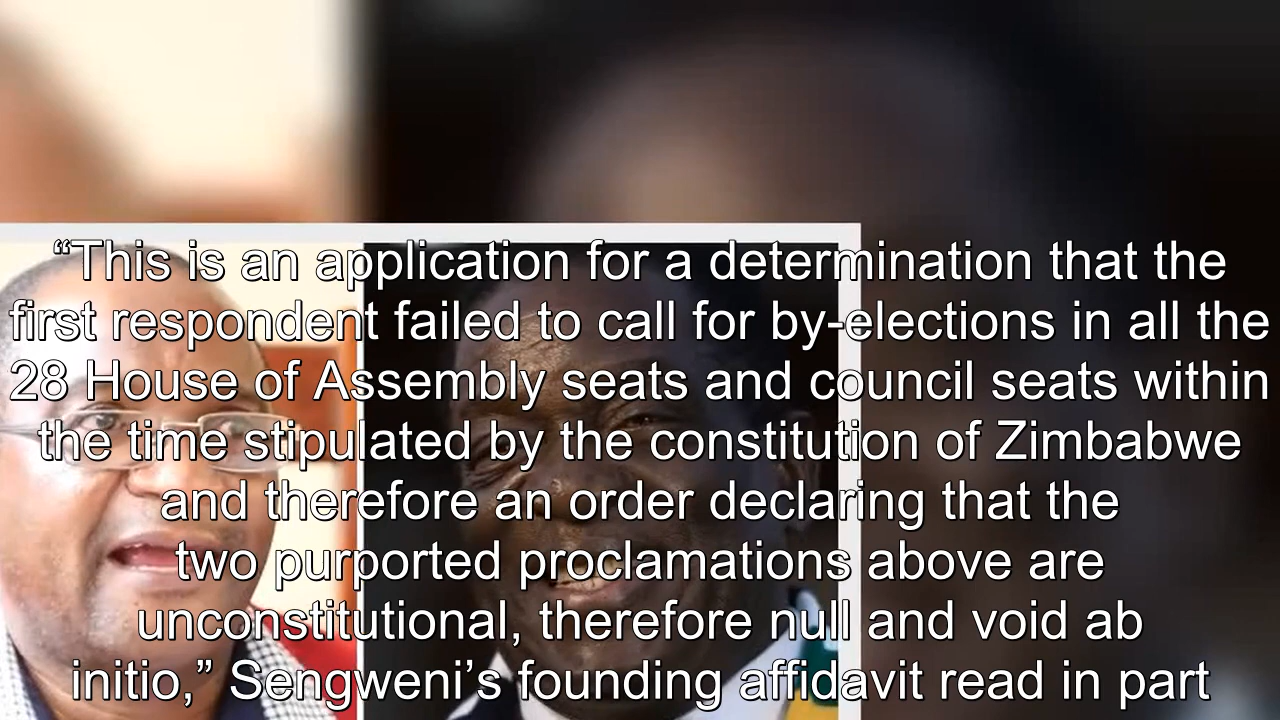 “This is an application for a determination that the
first respondent failed to call for by-elections in all the
28 House of Assembly seats and council seats within
the time stipulated by the constitution of Zimbabwe
and therefore an order declaring that the
two purported proclamations above are
unconstitutional, therefore null and void ab
initio,” Sengweni’s founding affidavit read in part